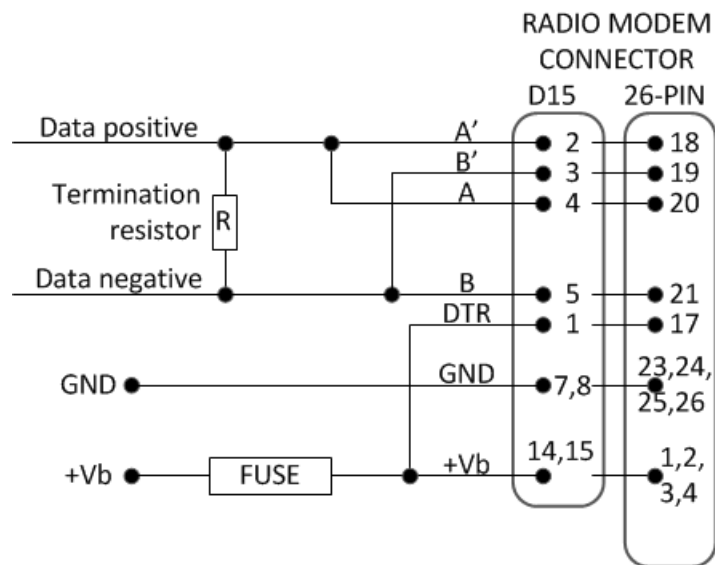 RADIO MODEM
CONNECTOR
D15 26-PIN
Data positive A’ 2 18
B’ 3 19
Termination
resistor R A 4 20
Data negative B 5 21
DTR 1 17
GND GND 7,8 23,24,
25,26
+Vb FUSE +Vb 14,15 1,2,
3,4